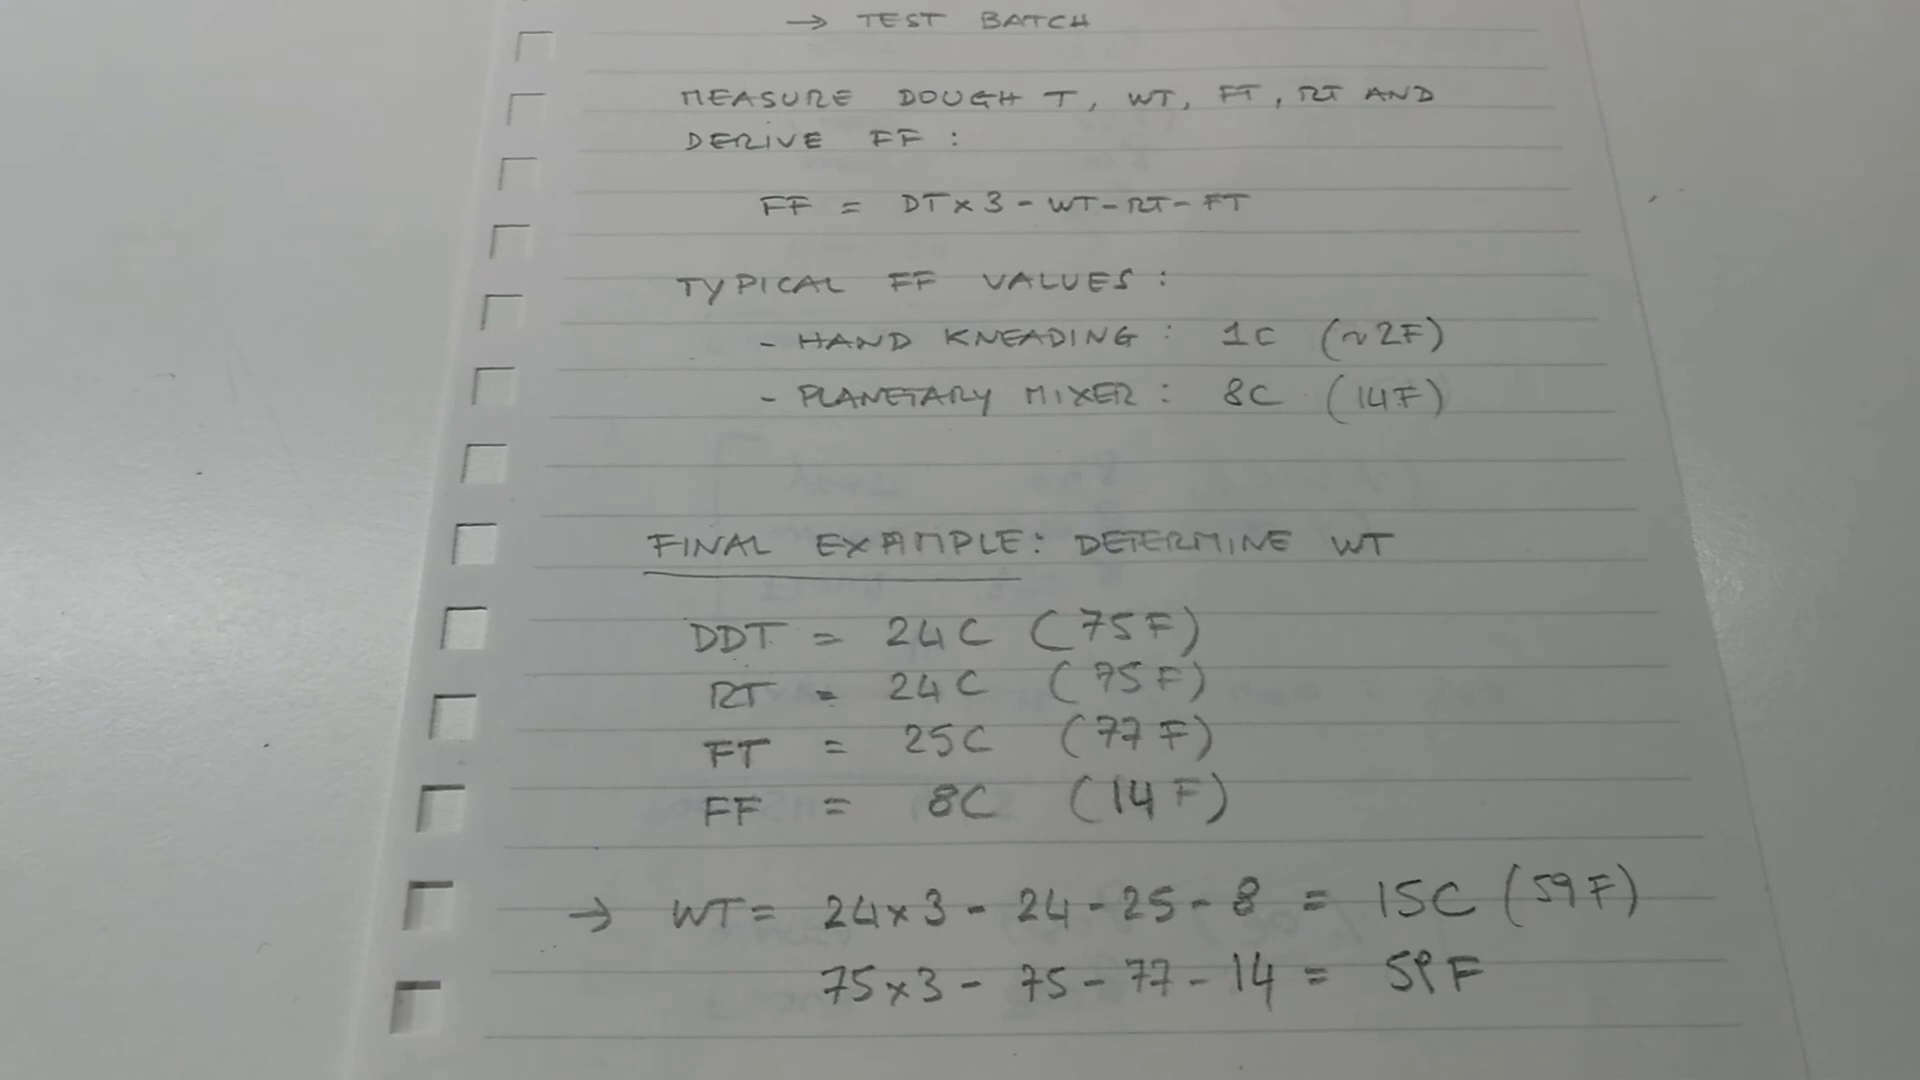 → TEST BATCH
MEASURE DOUGH T, WT, FT, RT AND
DERIVE FF :
FF = DT x 3 - WT - RT - FT
TYPICAL FF VALUES :
- HAND KNEADING : 1C (~2F)
- PLANETARY MIXER : 8C (14F)
FINAL EXAMPLE: DETERMINE WT
DDT = 24C (75F)
RT = 24C (75F)
FT = 25C (77F)
FF = 8C (14F)
→ WT = 24x3 - 24 - 25 - 8 = 15C (59F)
75x3 - 75 - 77 - 14 = 59F